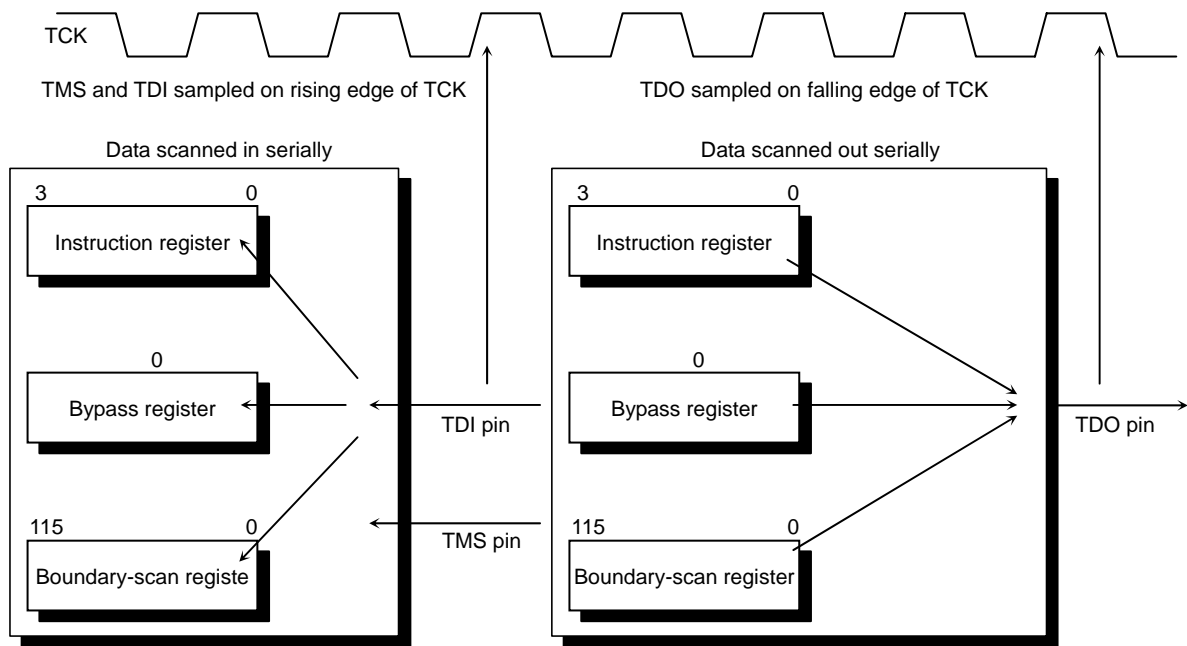 TCK
TMS and TDI sampled on rising edge of TCK
TDO sampled on falling edge of TCK
Data scanned in serially
3 0
Instruction register
0
Bypass register
115 0
Boundary-scan registe
TDI pin
TMS pin
Data scanned out serially
3 0
Instruction register
0
Bypass register
115 0
Boundary-scan register
TDO pin